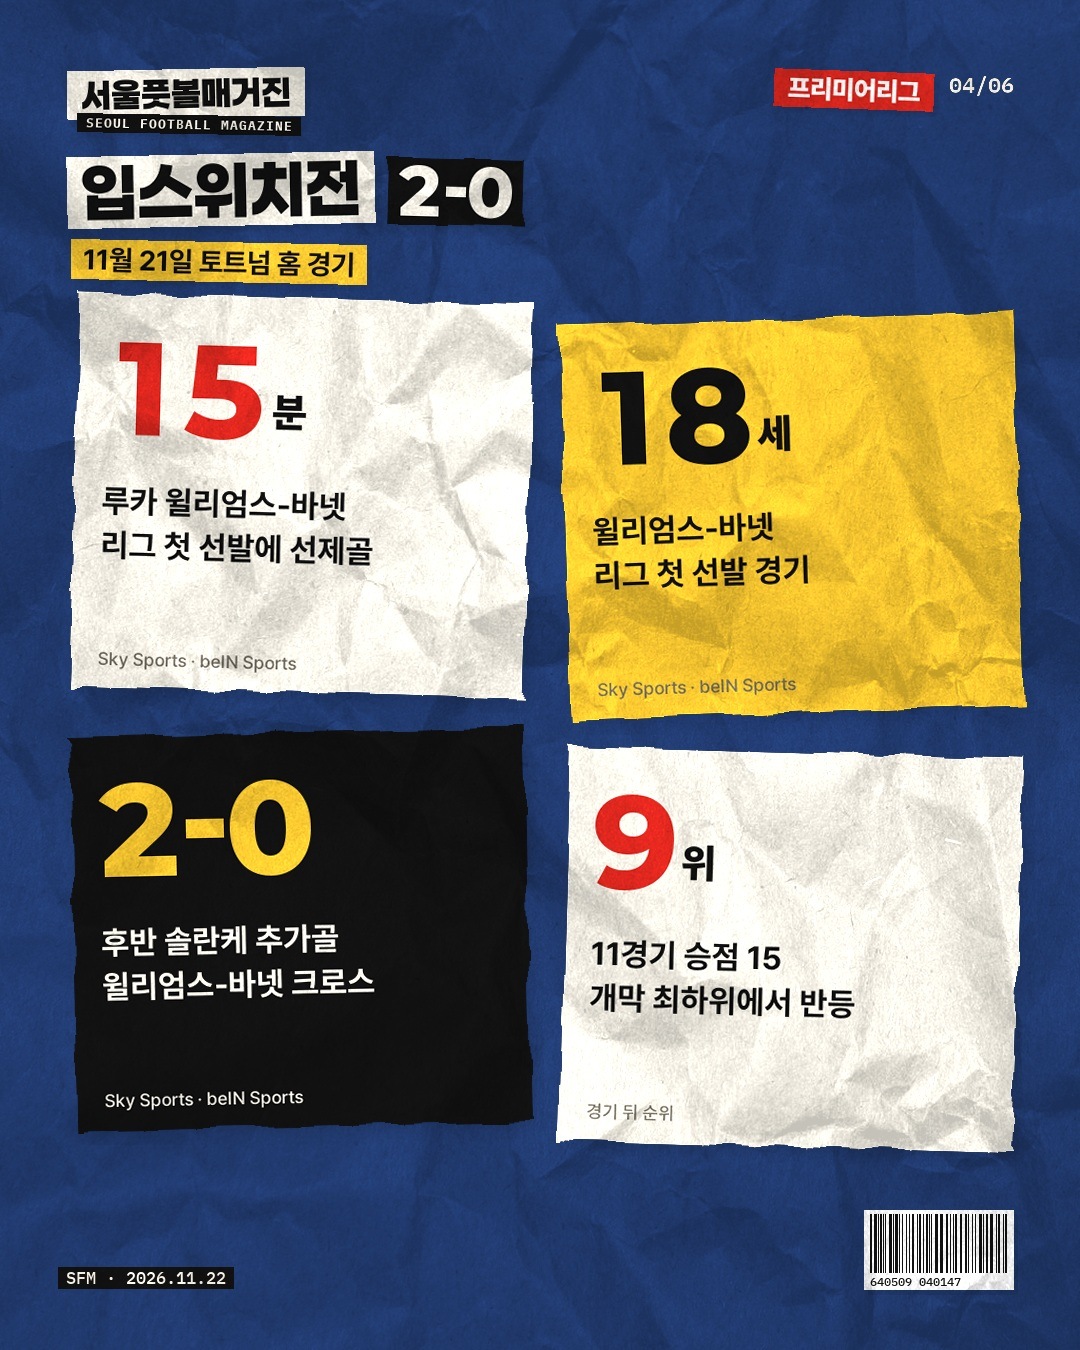 서울풋볼매거진
SEOUL FOOTBALL MAGAZINE
프리미어리그 04/06
입스위치전 2-0
11월 21일 토트넘 홈 경기
15분
루카 윌리엄스-바넷
리그 첫 선발에 선제골
Sky Sports · beIN Sports
18세
윌리엄스-바넷
리그 첫 선발 경기
Sky Sports · beIN Sports
2-0
후반 솔란케 추가골
윌리엄스-바넷 크로스
Sky Sports · beIN Sports
9위
11경기 승점 15
개막 최하위에서 반등
경기 뒤 순위
SFM · 2026.11.22
640509 040147